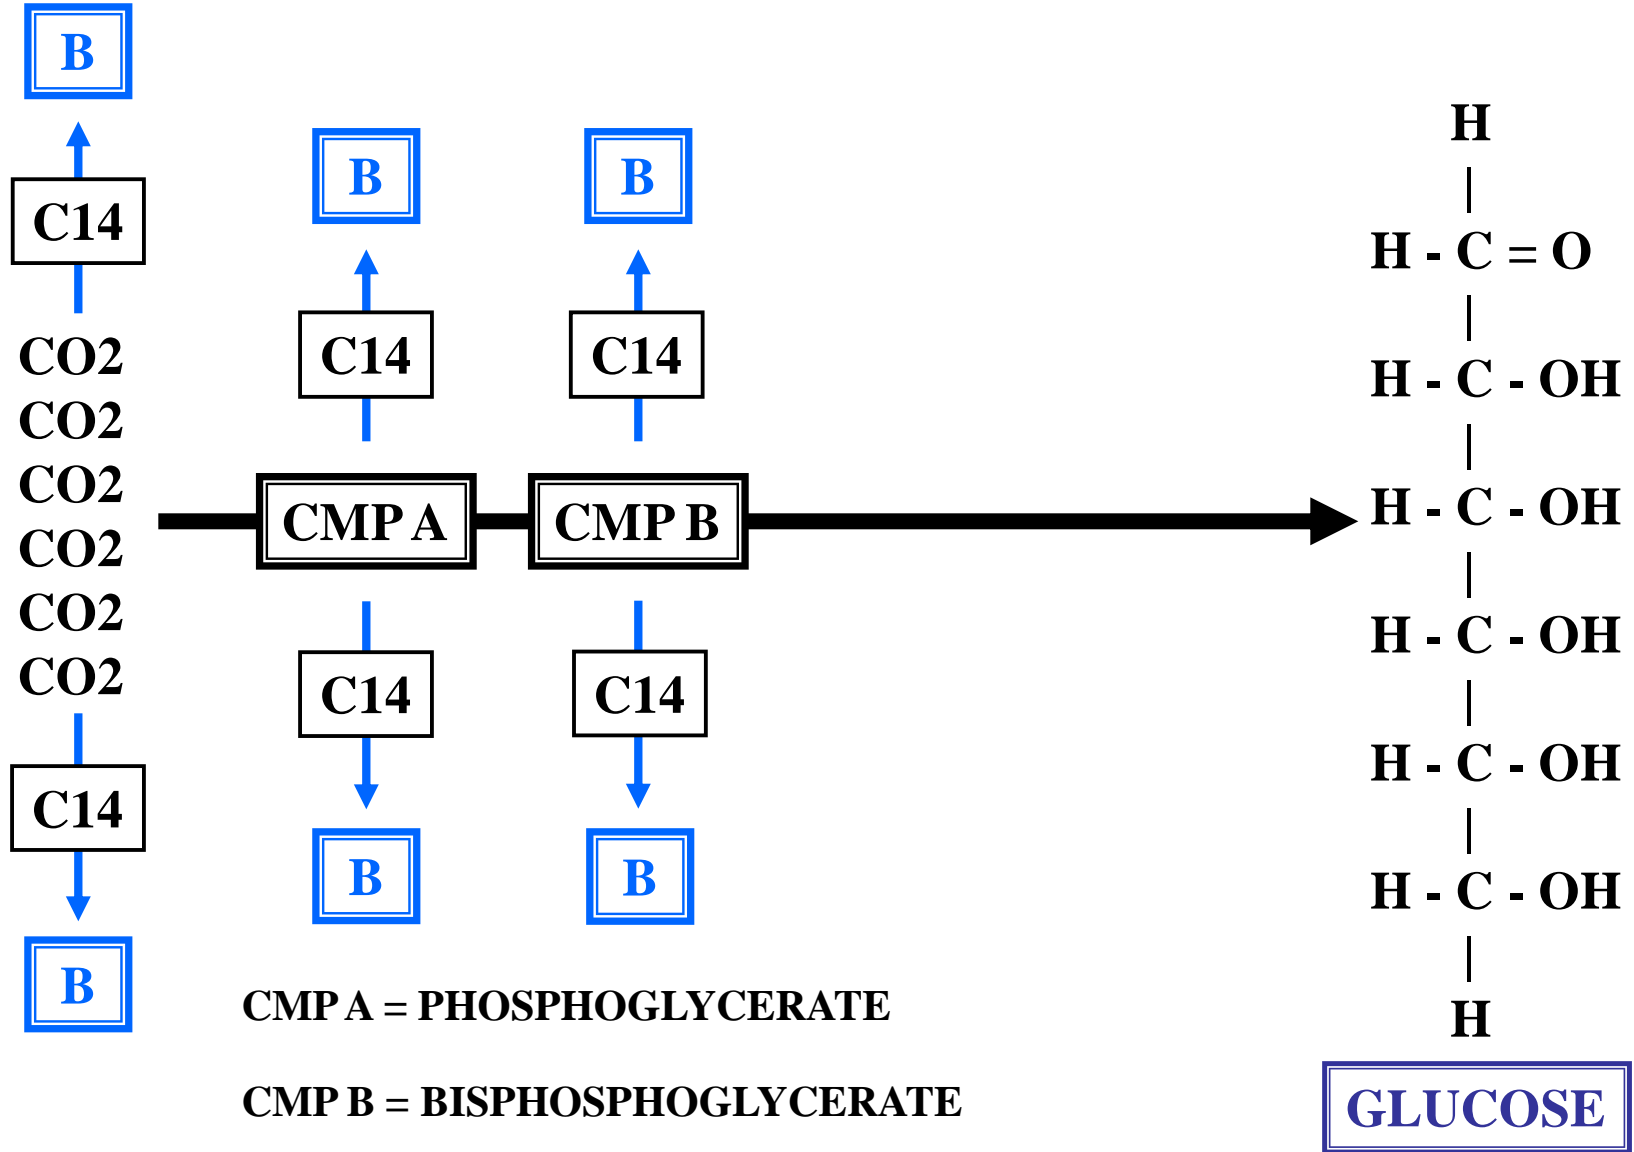 B
B
B
H
C14
H - C = O
C14
C14
CO2
H - C - OH
CO2
CO2
H - C - OH
CMP A
CMP B
CO2
CO2
H - C - OH
CO2
C14
C14
H - C - OH
C14
B
B
H - C - OH
B
CMP A = PHOSPHOGLYCERATE
H
CMP B = BISPHOSPHOGLYCERATE
GLUCOSE